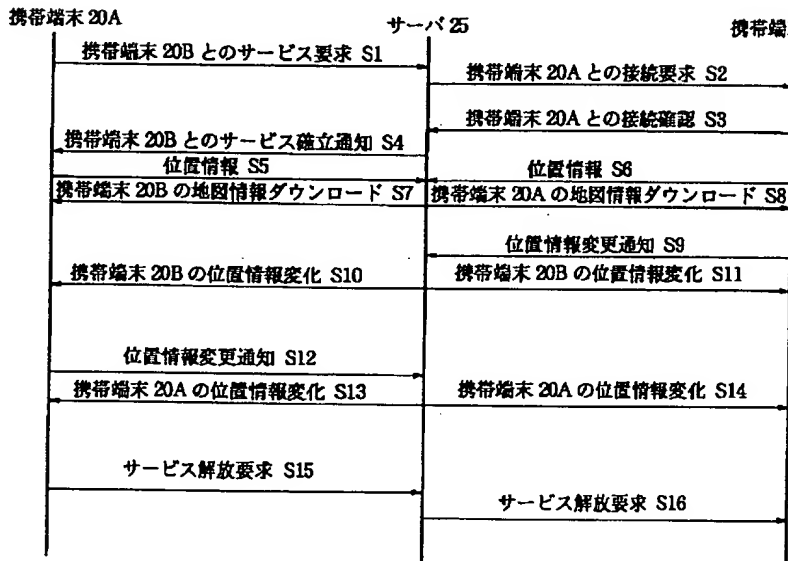 携帯端末 20A
サーバ 25
携帯端
携帯端末 20B とのサービス要求 S1
携帯端末 20A との接続要求 S2
携帯端末 20A との接続確認 S3
携帯端末 20B とのサービス確立通知 S4
位置情報 S5
位置情報 S6
携帯端末 20B の地図情報ダウンロード S7
携帯端末 20A の地図情報ダウンロード S8
位置情報変更通知 S9
携帯端末 20B の位置情報変化 S10
携帯端末 20B の位置情報変化 S11
位置情報変更通知 S12
携帯端末 20A の位置情報変化 S13
携帯端末 20A の位置情報変化 S14
サービス解放要求 S15
サービス解放要求 S16